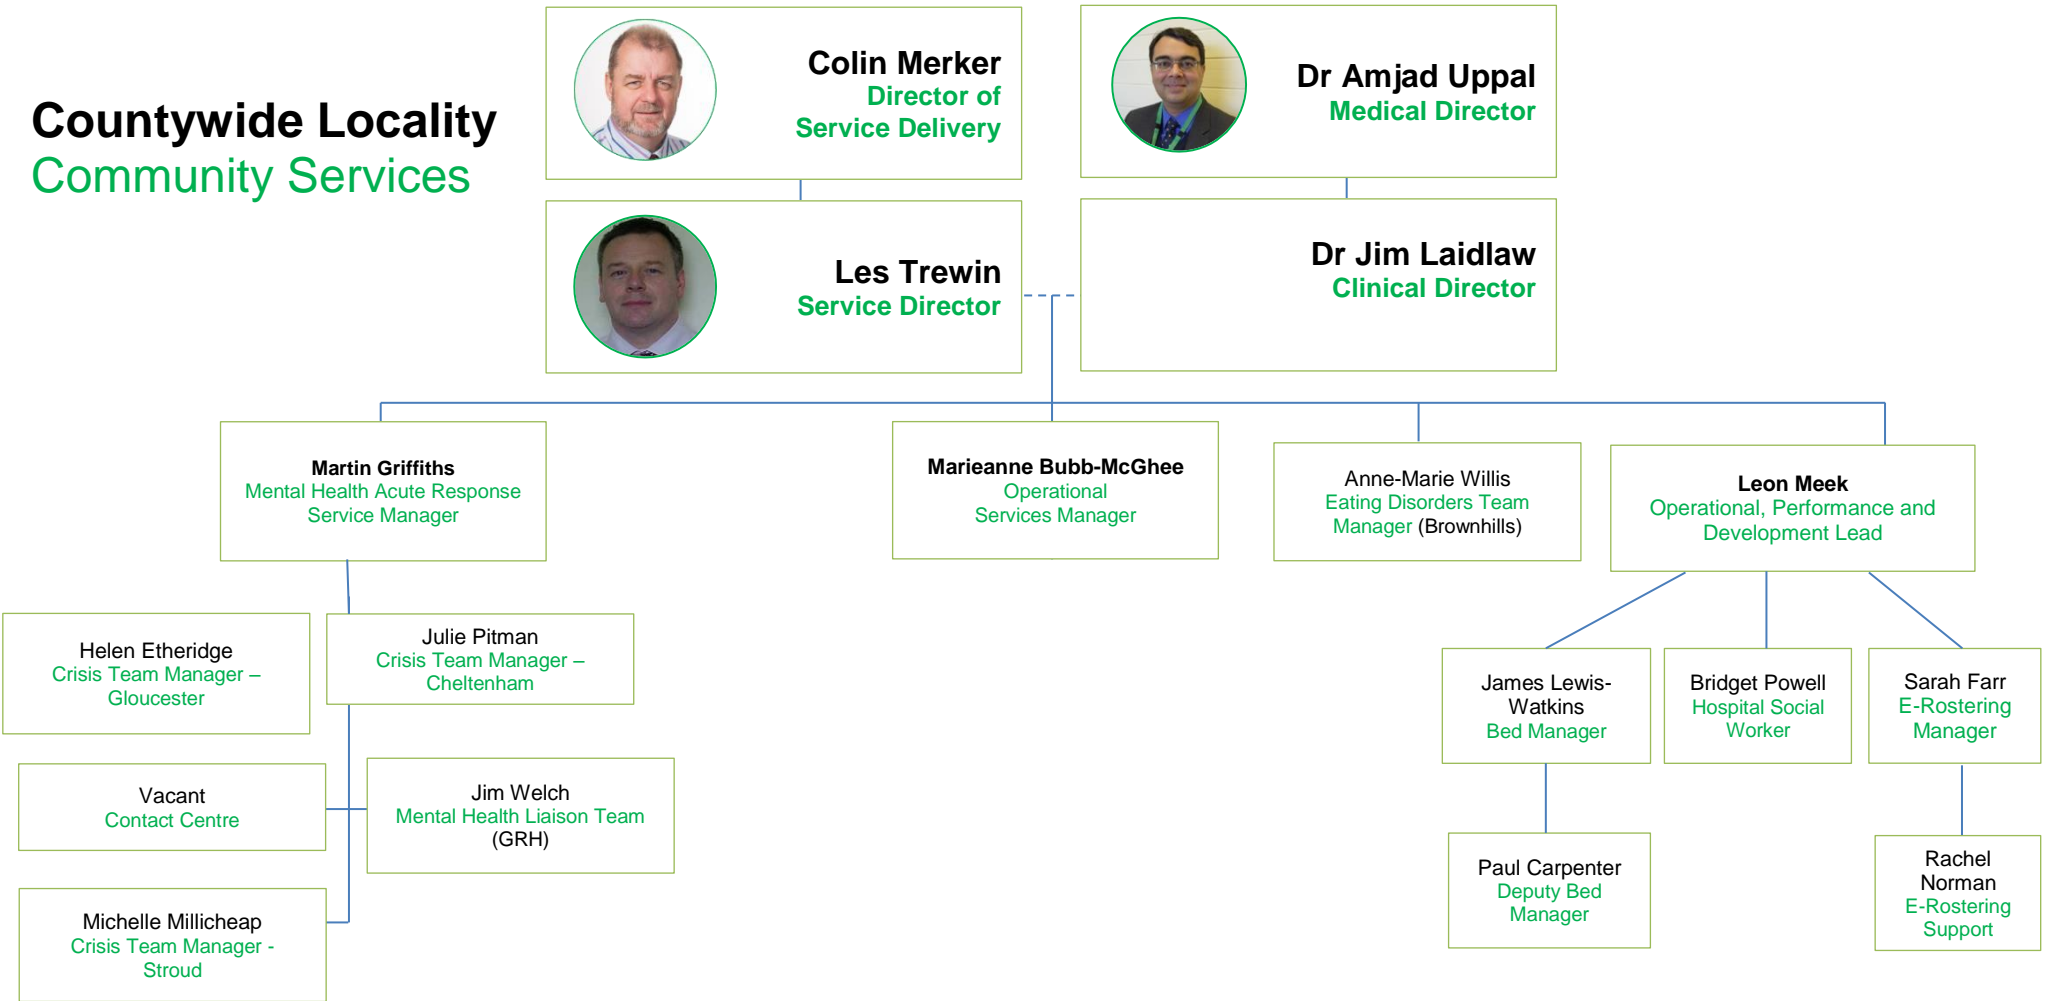 Countywide Locality
Community Services
Colin Merker
Director of
Service Delivery
Dr Amjad Uppal
Medical Director
Les Trewin
Service Director
Dr Jim Laidlaw
Clinical Director
Martin Griffiths
Mental Health Acute Response
Service Manager
Marieanne Bubb-McGhee
Operational
Services Manager
Anne-Marie Willis
Eating Disorders Team
Manager (Brownhills)
Leon Meek
Operational, Performance and
Development Lead
Helen Etheridge
Crisis Team Manager –
Gloucester
Julie Pitman
Crisis Team Manager –
Cheltenham
James Lewis-
Watkins
Bed Manager
Bridget Powell
Hospital Social
Worker
Sarah Farr
E-Rostering
Manager
Vacant
Contact Centre
Jim Welch
Mental Health Liaison Team
(GRH)
Paul Carpenter
Deputy Bed
Manager
Rachel
Norman
E-Rostering
Support
Michelle Millicheap
Crisis Team Manager -
Stroud